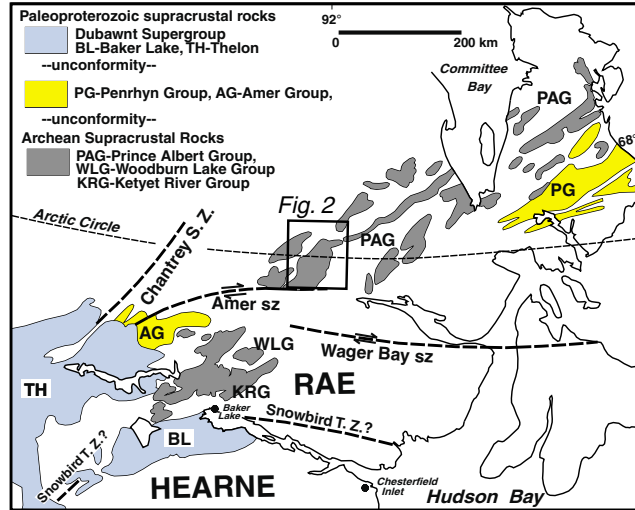 Paleoproterozoic supracrustal rocks
Dubawnt Supergroup
BL-Baker Lake, TH-Thelon
--unconformity--
PG-Penrhyn Group, AG-Amer Group,
--unconformity--
Archean Supracrustal Rocks
PAG-Prince Albert Group,
WLG-Woodburn Lake Group
KRG-Ketyet River Group
92°
0
200 km
Committee
Bay
PAG
68°
PG
Fig. 2
PAG
Arctic Circle
Chantrey S. Z.
Amer sz
AG
WLG
Wager Bay sz
TH
KRG
RAE
Baker
Lake
Snowbird T. Z.?
BL
Snowbird T. Z.?
HEARNE
Chesterfield
Inlet
Hudson Bay